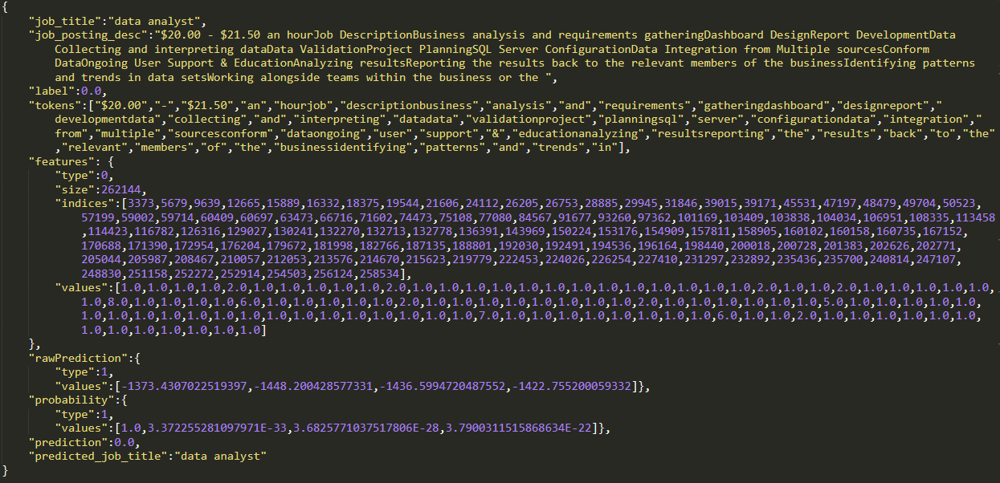 {
"job_title":"data analyst",
"job_posting_desc":"$20.00 - $21.50 an hourJob DescriptionBusiness analysis and requirements gatheringDashboard DesignReport DevelopmentData
Collecting and interpreting dataData ValidationProject PlanningSQL Server ConfigurationData Integration from Multiple sourcesConform
DataOngoing User Support & EducationAnalyzing resultsReporting the results back to the relevant members of the businessIdentifying patterns
and trends in data setsWorking alongside teams within the business or the ",
"label":0.0,
"tokens":["$20.00","-","$21.50","an","hourjob","descriptionbusiness","analysis","and","requirements","gatheringdashboard","designreport","
developmentdata","collecting","and","interpreting","datadata","validationproject","planningsql","server","configurationdata","integration","
from","multiple","sourcesconform","dataongoing","user","support","&","educationanalyzing","resultsreporting","the","results","back","to","the"
,"relevant","members","of","the","businessidentifying","patterns","and","trends","in"],
"features": {
"type":0,
"size":262144,
"indices":[3373,5679,9639,12665,15889,16332,18375,19544,21606,24112,26205,26753,28885,29945,31846,39015,39171,45531,47197,48479,49704,50523,
57199,59002,59714,60409,60697,63473,66716,71602,74473,75108,77080,84567,91677,93260,97362,101169,103409,103838,104034,106951,108335,113458
,114423,116782,126316,129027,130241,132270,132713,132778,136391,143969,150224,153176,154909,157811,158905,160102,160158,160735,167152,
170688,171390,172954,176204,179672,181998,182766,187135,188801,192030,192491,194536,196164,198440,200018,200728,201383,202626,202771,
205044,205987,208467,210057,212053,213576,214670,215623,219779,222453,224026,226254,227410,231297,232892,235436,235700,240814,247107,
248830,251158,252272,252914,254503,256124,258534],
"values":[1.0,1.0,1.0,1.0,2.0,1.0,1.0,1.0,1.0,1.0,2.0,1.0,1.0,1.0,1.0,1.0,1.0,1.0,1.0,1.0,1.0,1.0,1.0,1.0,2.0,1.0,1.0,2.0,1.0,1.0,1.0,1.0,1.0,
1.0,8.0,1.0,1.0,1.0,1.0,6.0,1.0,1.0,1.0,1.0,1.0,2.0,1.0,1.0,1.0,1.0,1.0,1.0,1.0,1.0,2.0,1.0,1.0,1.0,1.0,1.0,1.0,5.0,1.0,1.0,1.0,1.0,1.0,
1.0,1.0,1.0,1.0,1.0,1.0,1.0,1.0,1.0,1.0,1.0,1.0,1.0,1.0,1.0,7.0,1.0,1.0,1.0,1.0,1.0,1.0,1.0,1.0,6.0,1.0,1.0,2.0,1.0,1.0,1.0,1.0,1.0,1.0,
1.0,1.0,1.0,1.0,1.0,1.0,1.0]
},
"rawPrediction":{
"type":1,
"values":[-1373.4307022519397,-1448.200428577331,-1436.5994720487552,-1422.755200059332]},
"probability":{
"type":1,
"values":[1.0,3.372255281097971E-33,3.6825771037517806E-28,3.7900311515868634E-22]},
"prediction":0.0,
"predicted_job_title":"data analyst"
}